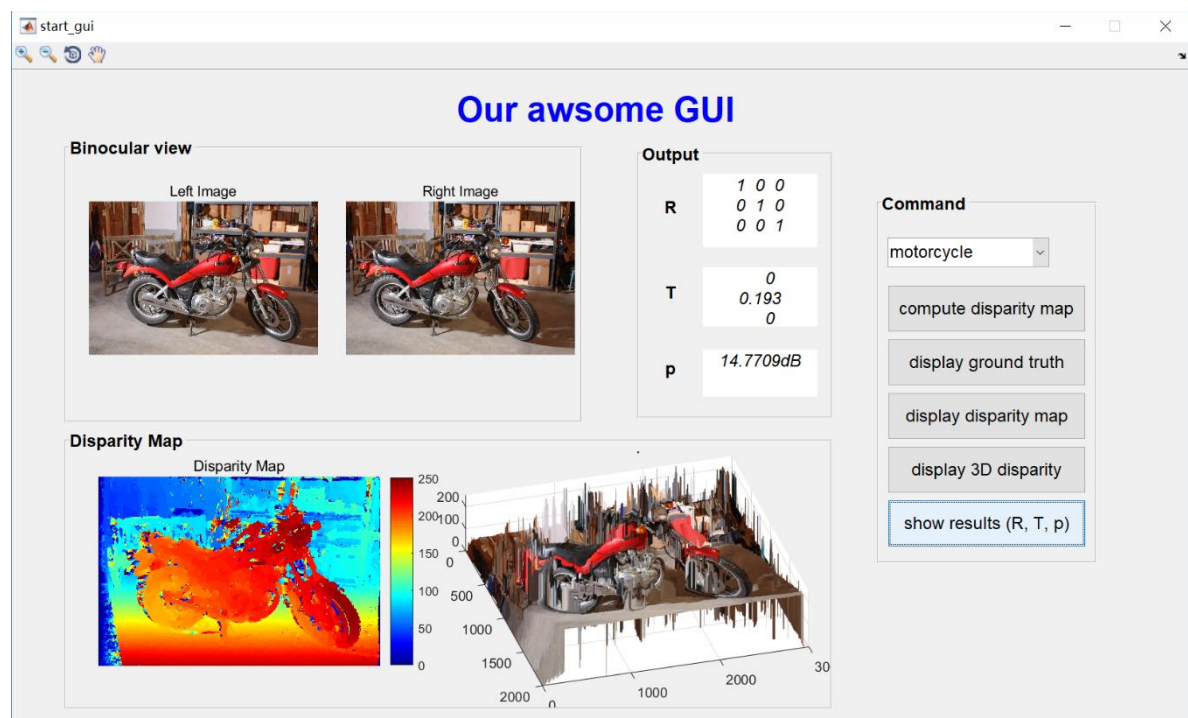 start_gui
Our awsome GUI
Binocular view
Left Image
Right Image
Output
R
1 0 0
0 1 0
0 0 1
T
0
0.193
0
p
14.7709dB
Command
motorcycle
compute disparity map
display ground truth
display disparity map
display 3D disparity
show results (R, T, p)
Disparity Map
Disparity Map
250
200
150
100
50
0
200
100
0
0
500
1000
1500
2000
0
1000
2000
30